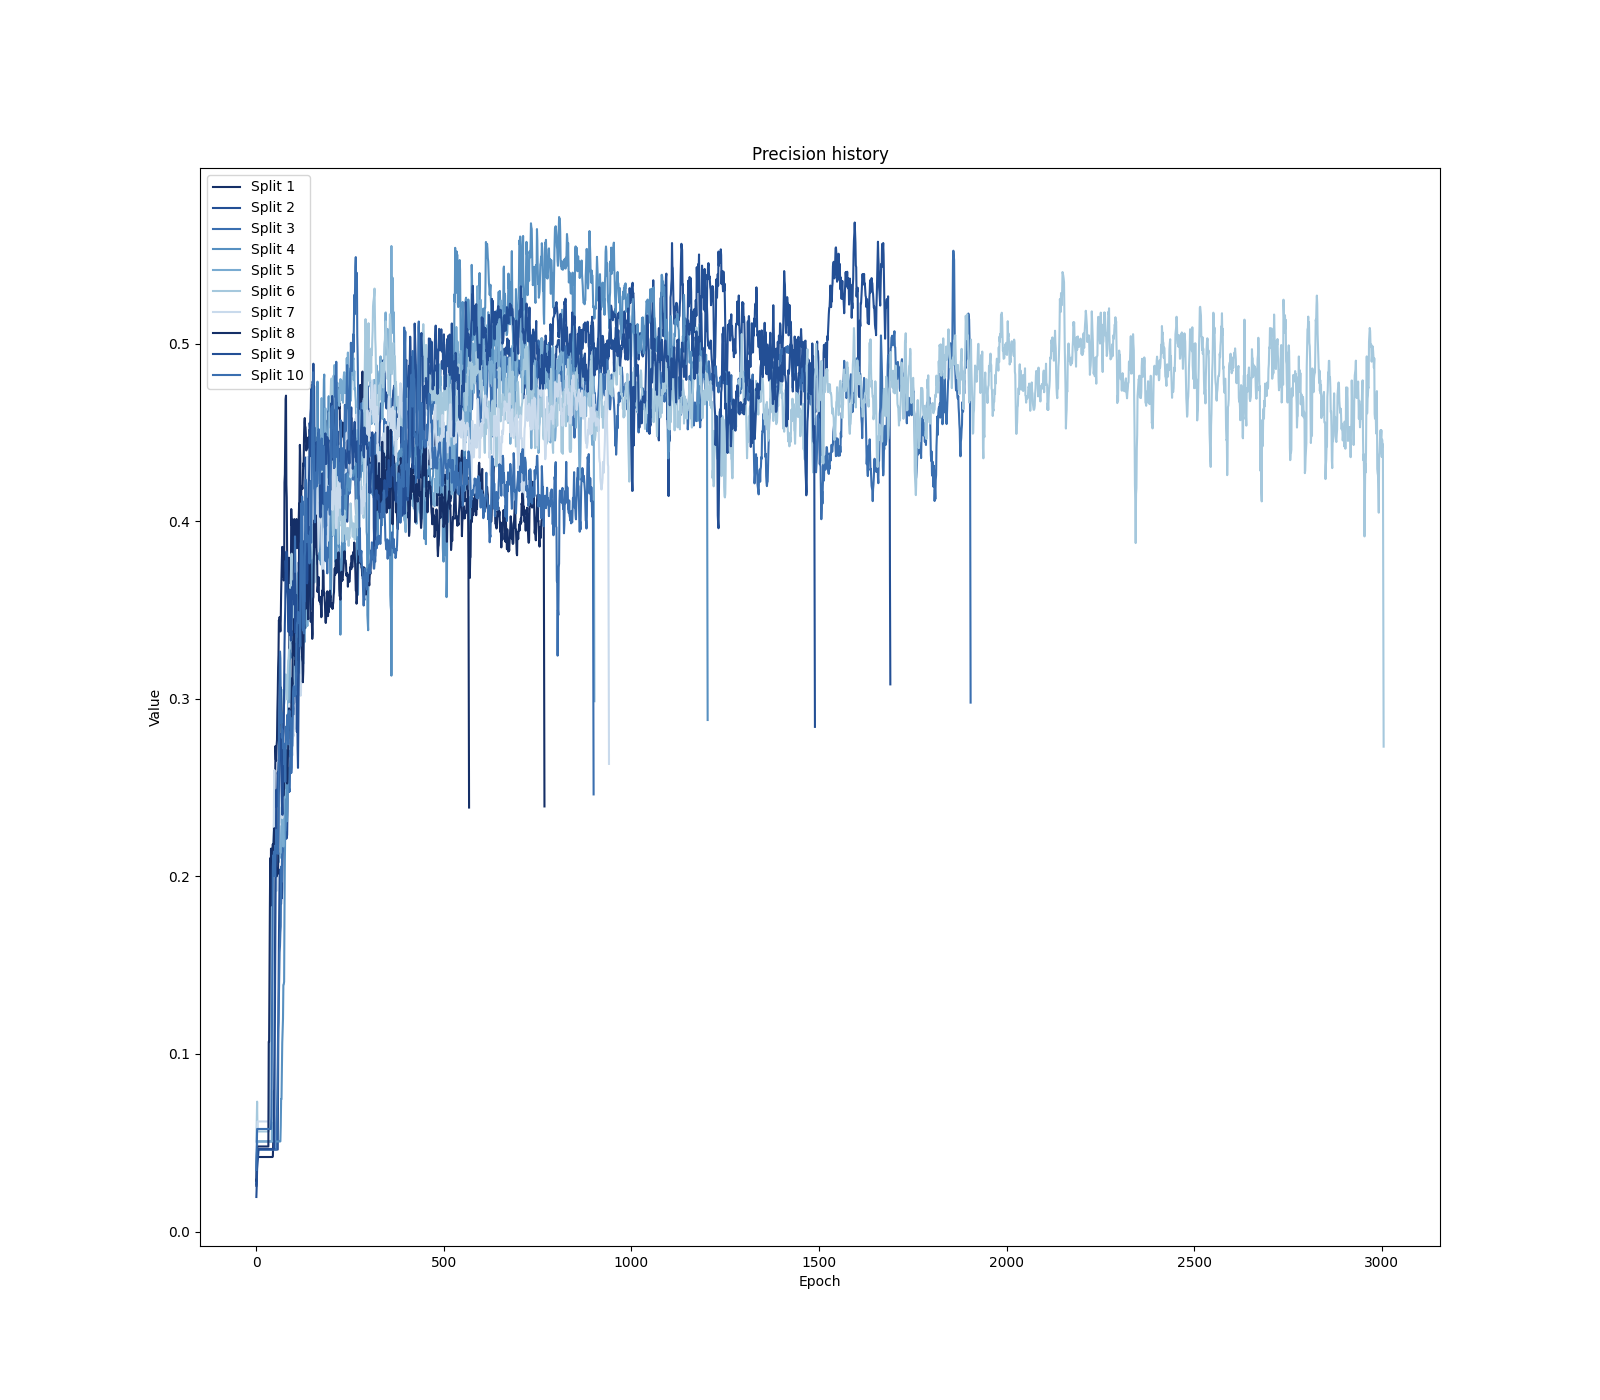 Precision history
Split 1
Split 2
Split 3
Split 4
Split 5
Split 6
Split 7
Split 8
Split 9
Split 10
0.5
0.4
0.3
0.2
0.1
0.0
Value
0
500
1000
1500
2000
2500
3000
Epoch